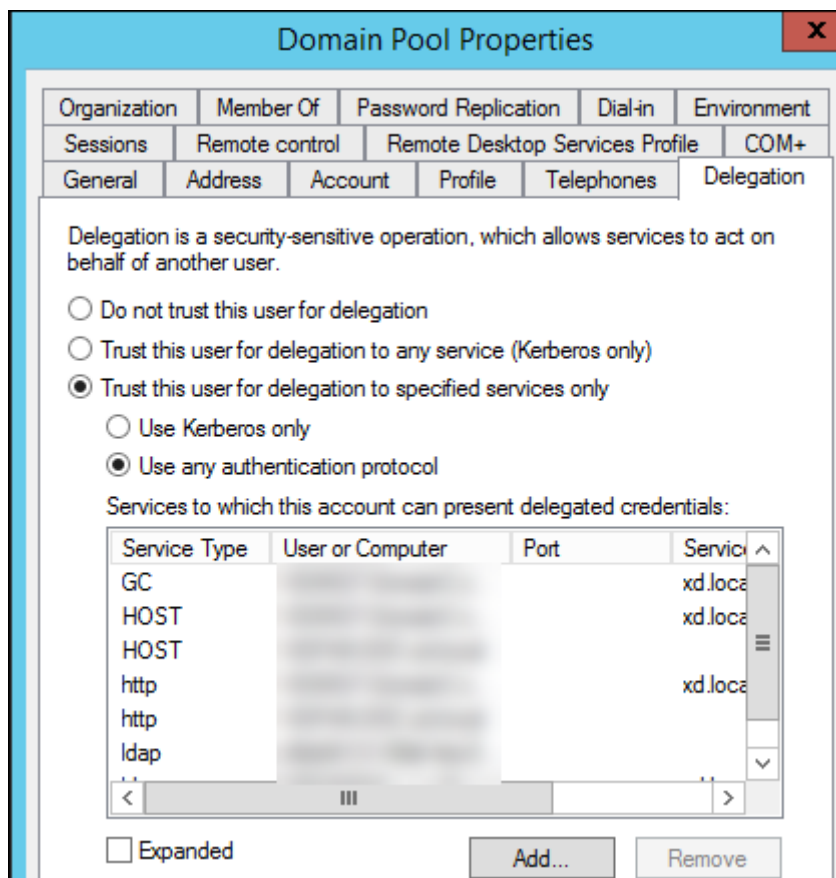 Domain Pool Properties
x
Organization Member Of Password Replication Dial-in Environment
Sessions Remote control Remote Desktop Services Profile COM+
General Address Account Profile Telephones Delegation
Delegation is a security-sensitive operation, which allows services to act on
behalf of another user.
Do not trust this user for delegation
Trust this user for delegation to any service (Kerberos only)
Trust this user for delegation to specified services only
Use Kerberos only
Use any authentication protocol
Services to which this account can present delegated credentials:
Service Type User or Computer Port Servic
GC xd.loca
HOST xd.loca
HOST
http xd.loca
http
ldap
Expanded Add... Remove